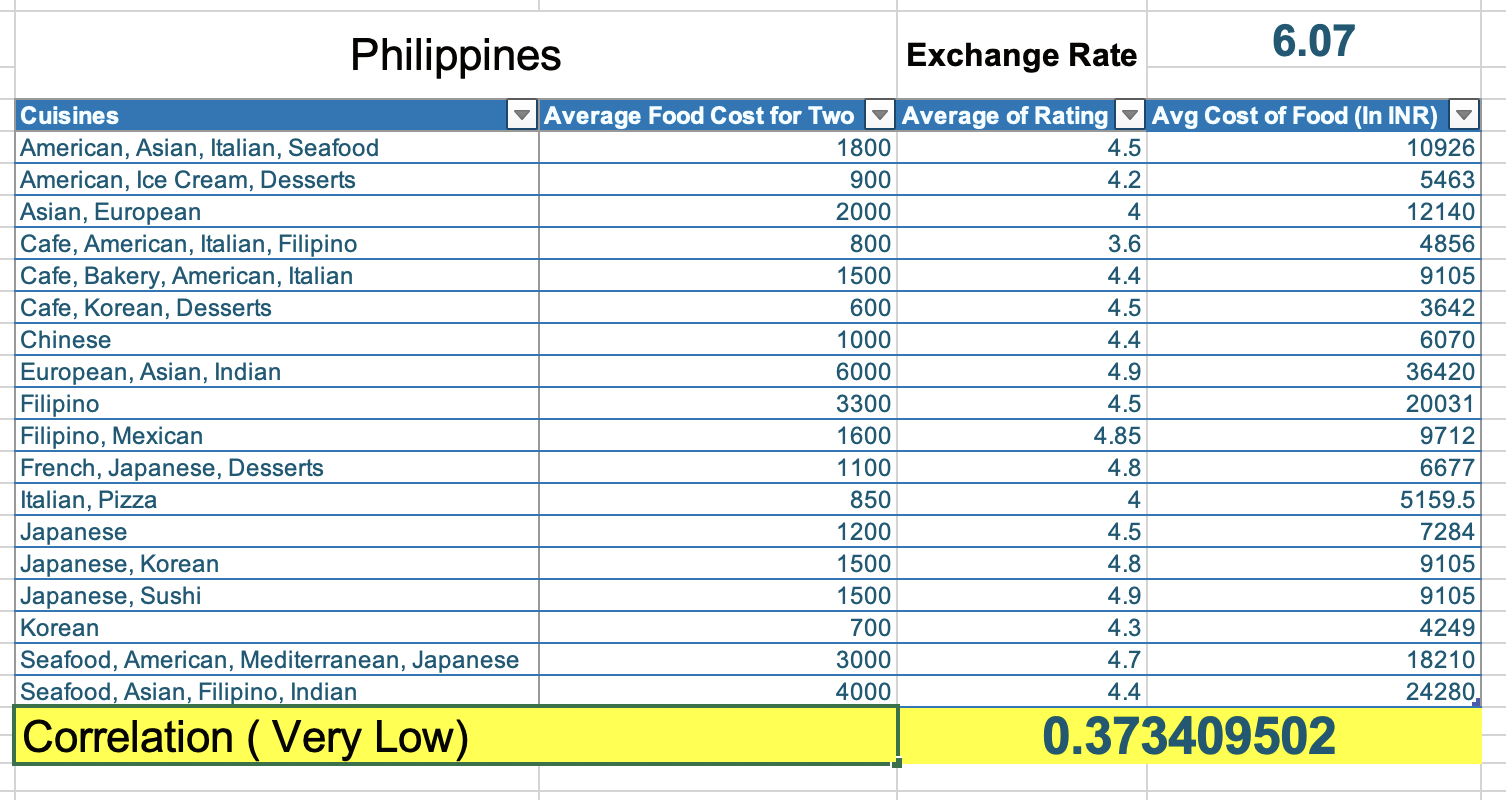 Philippines Exchange Rate 6.07
Cuisines Average Food Cost for Two Average of Rating Avg Cost of Food (In INR)
American, Asian, Italian, Seafood 1800 4.5 10926
American, Ice Cream, Desserts 900 4.2 5463
Asian, European 2000 4 12140
Cafe, American, Italian, Filipino 800 3.6 4856
Cafe, Bakery, American, Italian 1500 4.4 9105
Cafe, Korean, Desserts 600 4.5 3642
Chinese 1000 4.4 6070
European, Asian, Indian 6000 4.9 36420
Filipino 3300 4.5 20031
Filipino, Mexican 1600 4.85 9712
French, Japanese, Desserts 1100 4.8 6677
Italian, Pizza 850 4 5159.5
Japanese 1200 4.5 7284
Japanese, Korean 1500 4.8 9105
Japanese, Sushi 1500 4.9 9105
Korean 700 4.3 4249
Seafood, American, Mediterranean, Japanese 3000 4.7 18210
Seafood, Asian, Filipino, Indian 4000 4.4 24280
Correlation ( Very Low) 0.373409502